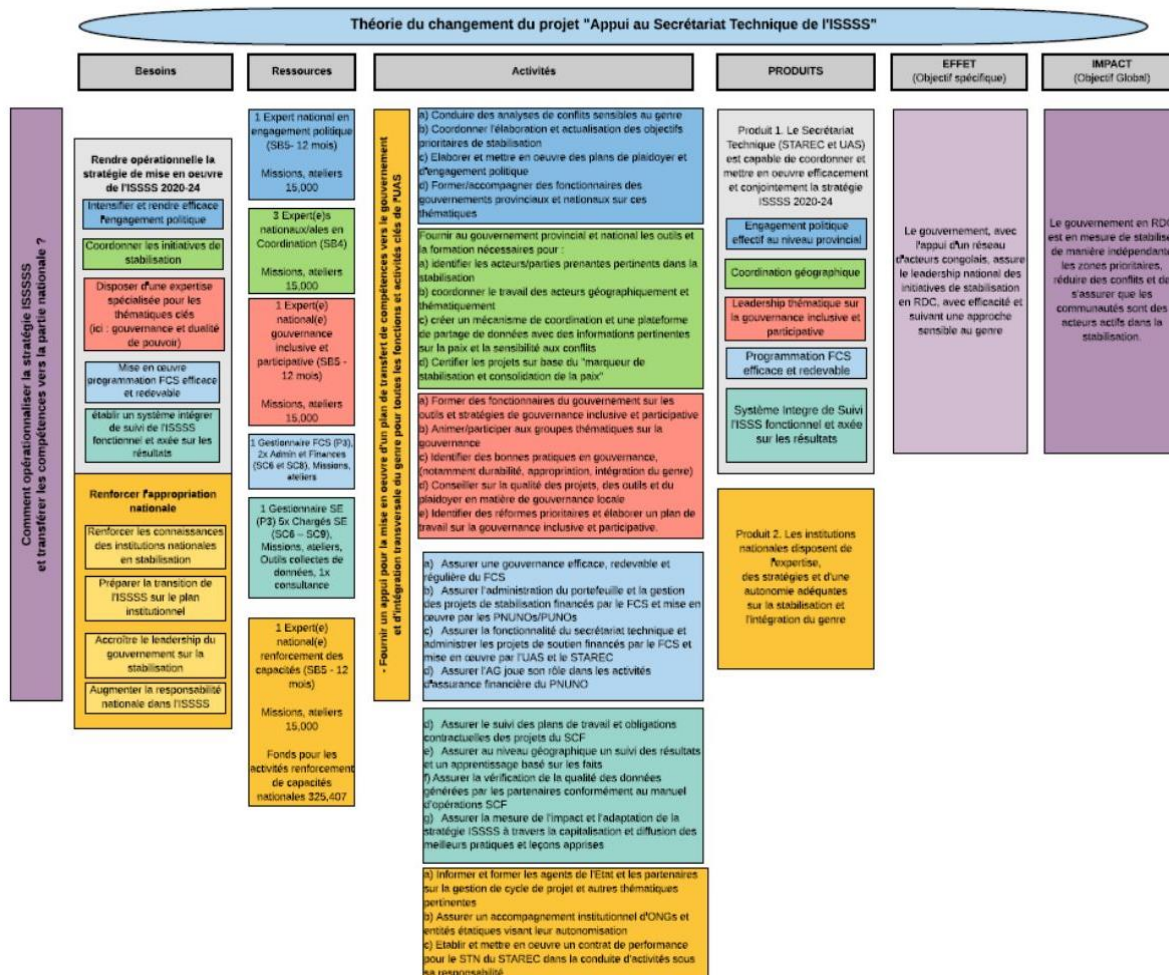 Théorie du changement du projet "Appui au Secrétariat Technique de l'ISSSS"
Besoins
Ressources
Activités
PRODUITS
EFFET
(Objectif spécifique)
IMPACT
(Objectif Global)
Comment opérationnaliser la stratégie ISSSSS
et transférer les compétences vers la partie nationale ?
Rendre opérationnelle la
stratégie de mise en oeuvre
de l'ISSSS 2020-24
Intensifier et rendre efficace
l'engagement politique
Coordonner les initiatives de
stabilisation
Disposer d'une expertise
spécialisée pour les
thématiques clés
(ici : gouvernance et dualité
de pouvoir)
Mise en œuvre
programmation FCS efficace
et redevable
établir un système intégrer
de suivi de l'ISSSS
fonctionnel et axée sur les
résultats
Renforcer l'appropriation
nationale
Renforcer les connaissances
des institutions nationales
en stabilisation
Préparer la transition de
l'ISSSS sur le plan
institutionnel
Accroître le leadership du
gouvernement sur la
stabilisation
Augmenter la responsabilité
nationale dans l'ISSSS
1 Expert national en
engagement politique
(SB5- 12 mois)
Missions, ateliers
15,000
3 Expert(e)s
nationaux/ales en
Coordination (SB4)
Missions, ateliers
15,000
1 Expert(e)
national(e)
gouvernance
inclusive et
participative (SB5 -
12 mois)
Missions, ateliers
15,000
1 Gestionnaire FCS (P3),
2x Admin et Finances
(SC6 et SC8), Missions,
ateliers
1 Gestionnaire SE
(P3) 5x Chargés SE
(SC6 – SC9),
Missions, ateliers,
Outils collectes de
données, 1x
consultance
1 Expert(e)
national(e)
renforcement des
capacités (SB5 - 12
mois)
Missions, ateliers
15,000
Fonds pour les
activités renforcement
de capacités
nationales 325,407
- Fournir un appui pour la mise en oeuvre d'un plan de transfert de compétences vers le gouvernement
et d'intégration transversale du genre pour toutes les fonctions et activités clés de l'UAS
a) Conduire des analyses de conflits sensibles au genre
b) Coordonner l'élaboration et actualisation des objectifs
prioritaires de stabilisation
c) Elaborer et mettre en oeuvre des plans de plaidoyer et
d'engagement politique
d) Former/accompagner des fonctionnaires des
gouvernements provinciaux et nationaux sur ces
thématiques
Fournir au gouvernement provincial et national les outils et
la formation nécessaires pour :
a) identifier les acteurs/parties prenantes pertinents dans la
stabilisation
b) coordonner le travail des acteurs géographiquement et
thématiquement
c) créer un mécanisme de coordination et une plateforme
de partage de données avec des informations pertinentes
sur la paix et la sensibilité aux conflits
d) Certifier les projets sur base du "marqueur de
stabilisation et consolidation de la paix"
a) Former des fonctionnaires du gouvernement sur les
outils et stratégies de gouvernance inclusive et participative
b) Animer/participer aux groupes thématiques sur la
gouvernance
c) Identifier des bonnes pratiques en gouvernance,
(notamment durabilité, appropriation, intégration du genre)
d) Conseiller sur la qualité des projets, des outils et du
plaidoyer en matière de gouvernance locale
e) Identifier des réformes prioritaires et élaborer un plan de
travail sur la gouvernance inclusive et participative.
a) Assurer une gouvernance efficace, redevable et
régulière du FCS
b) Assurer l'administration du portefeuille et la gestion
des projets de stabilisation financés par le FCS et mise en
œuvre par les PNUNOs/PUNOs
c) Assurer la fonctionnalité du secrétariat technique et
administrer les projets de soutien financés par le FCS et
mise en œuvre par l'UAS et le STAREC
d) Assurer l'AG joue son rôle dans les activités
d'assurance financière du PNUNO
d) Assurer le suivi des plans de travail et obligations
contractuelles des projets du SCF
e) Assurer au niveau géographique un suivi des résultats
et un apprentissage basé sur les faits
f) Assurer la vérification de la qualité des données
générées par les partenaires conformément au manuel
d'opérations SCF
g) Assurer la mesure de l'impact et l'adaptation de la
stratégie ISSSS à travers la capitalisation et diffusion des
meilleurs pratiques et leçons apprises
a) Informer et former les agents de l'Etat et les partenaires
sur la gestion de cycle de projet et autres thématiques
pertinentes
b) Assurer un accompagnement institutionnel d'ONGs et
entités étatiques visant leur autonomisation
c) Etablir et mettre en oeuvre un contrat de performance
pour le STN du STAREC dans la conduite d'activités sous
sa responsabilité
Produit 1. Le Secrétariat
Technique (STAREC et UAS)
est capable de coordonner et
mettre en oeuvre efficacement
et conjointement la stratégie
ISSSS 2020-24
Engagement politique
effectif au niveau provincial
Coordination géographique
Leadership thématique sur
la gouvernance inclusive et
participative
Programmation FCS
efficace et redevable
Système Integre de Suivi
l'ISSS fonctionnel et axée
sur les résultats
Produit 2. Les institutions
nationales disposent de
l'expertise,
des stratégies et d'une
autonomie adéquates
sur la stabilisation et
l'intégration du genre
Le gouvernement, avec
l'appui d'un réseau
d'acteurs congolais, assure
le leadership national des
initiatives de stabilisation
en RDC, avec efficacité et
suivant une approche
sensible au genre
Le gouvernement en RDC
est en mesure de stabilise
de manière indépendante
les zones prioritaires,
réduire des conflits et de
s'assurer que les
communautés sont des
acteurs actifs dans la
stabilisation.